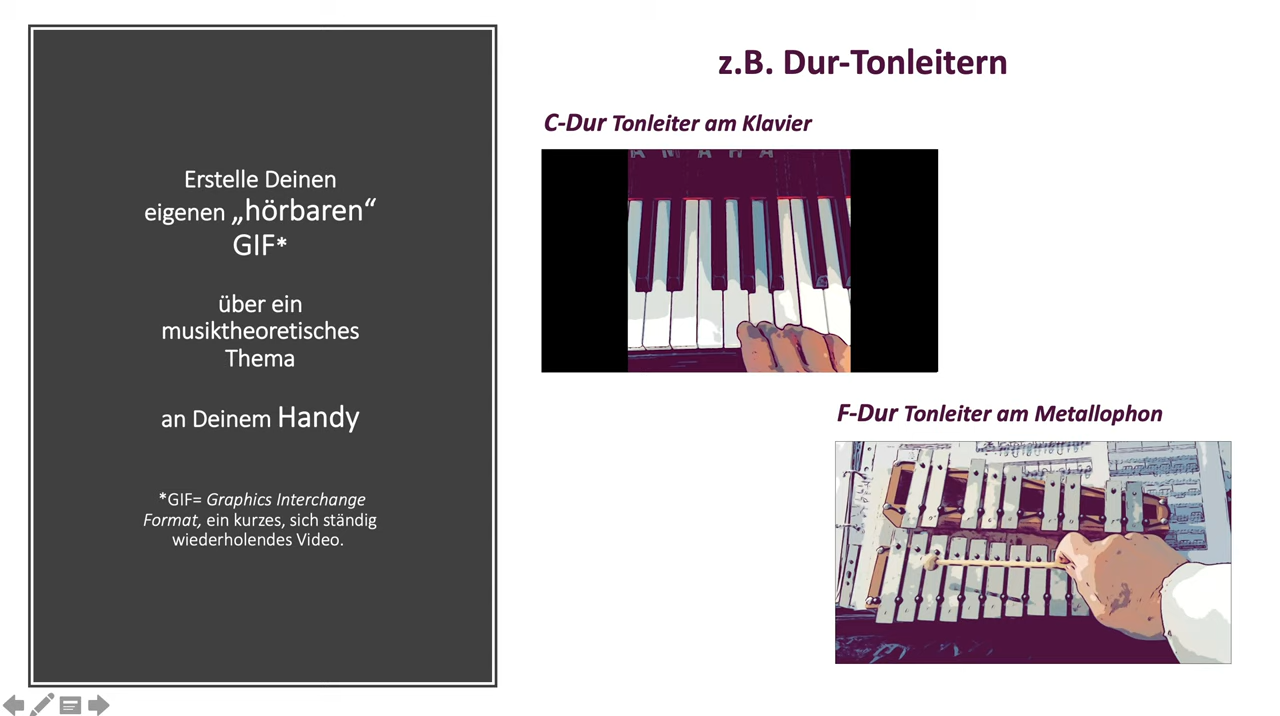 Erstelle Deinen
eigenen „hörbaren“
GIF*
über ein
musiktheoretisches
Thema
an Deinem Handy
*GIF= Graphics Interchange
Format, ein kurzes, sich ständig
wiederholendes Video.
z.B. Dur-Tonleitern
C-Dur Tonleiter am Klavier
YAMAHA
F-Dur Tonleiter am Metallophon